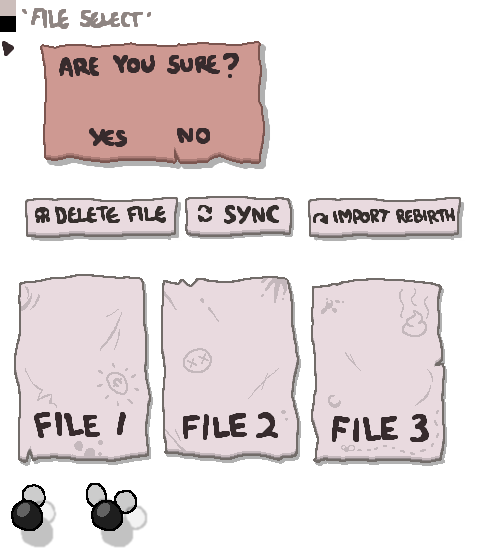 'FILE SELECT'
ARE YOU SURE?
YES NO
DELETE FILE SYNC IMPORT REBIRTH
FILE 1 FILE 2 FILE 3